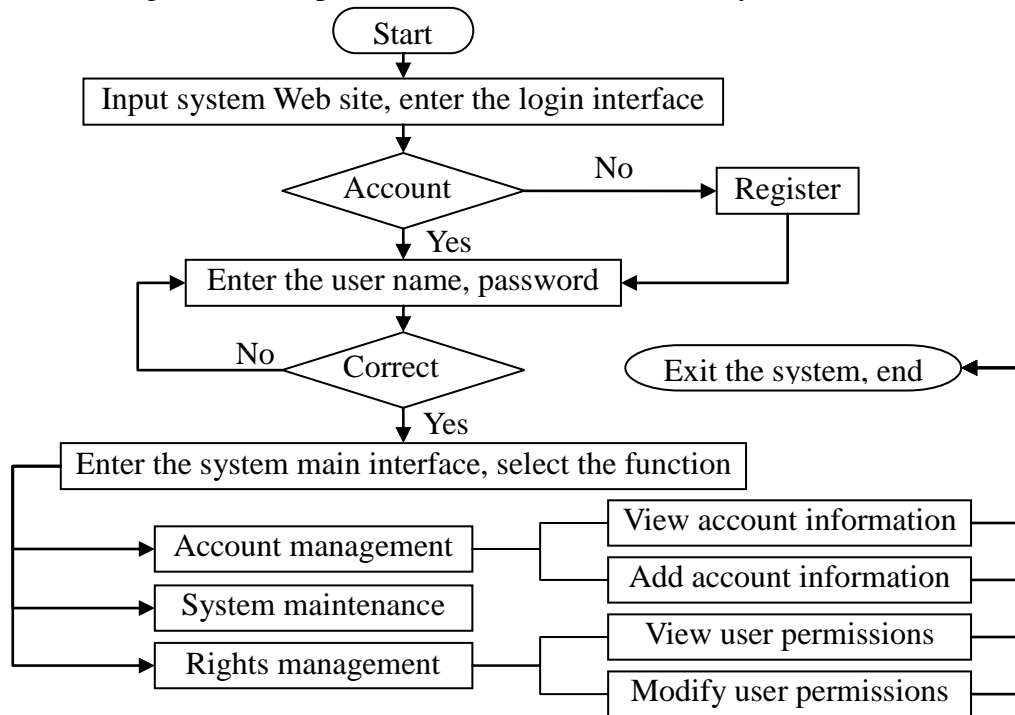 Start
Input system Web site, enter the login interface
Account
No
Register
Yes
Enter the user name, password
No
Correct
Exit the system, end
Yes
Enter the system main interface, select the function
View account information
Account management
Add account information
System maintenance
View user permissions
Rights management
Modify user permissions